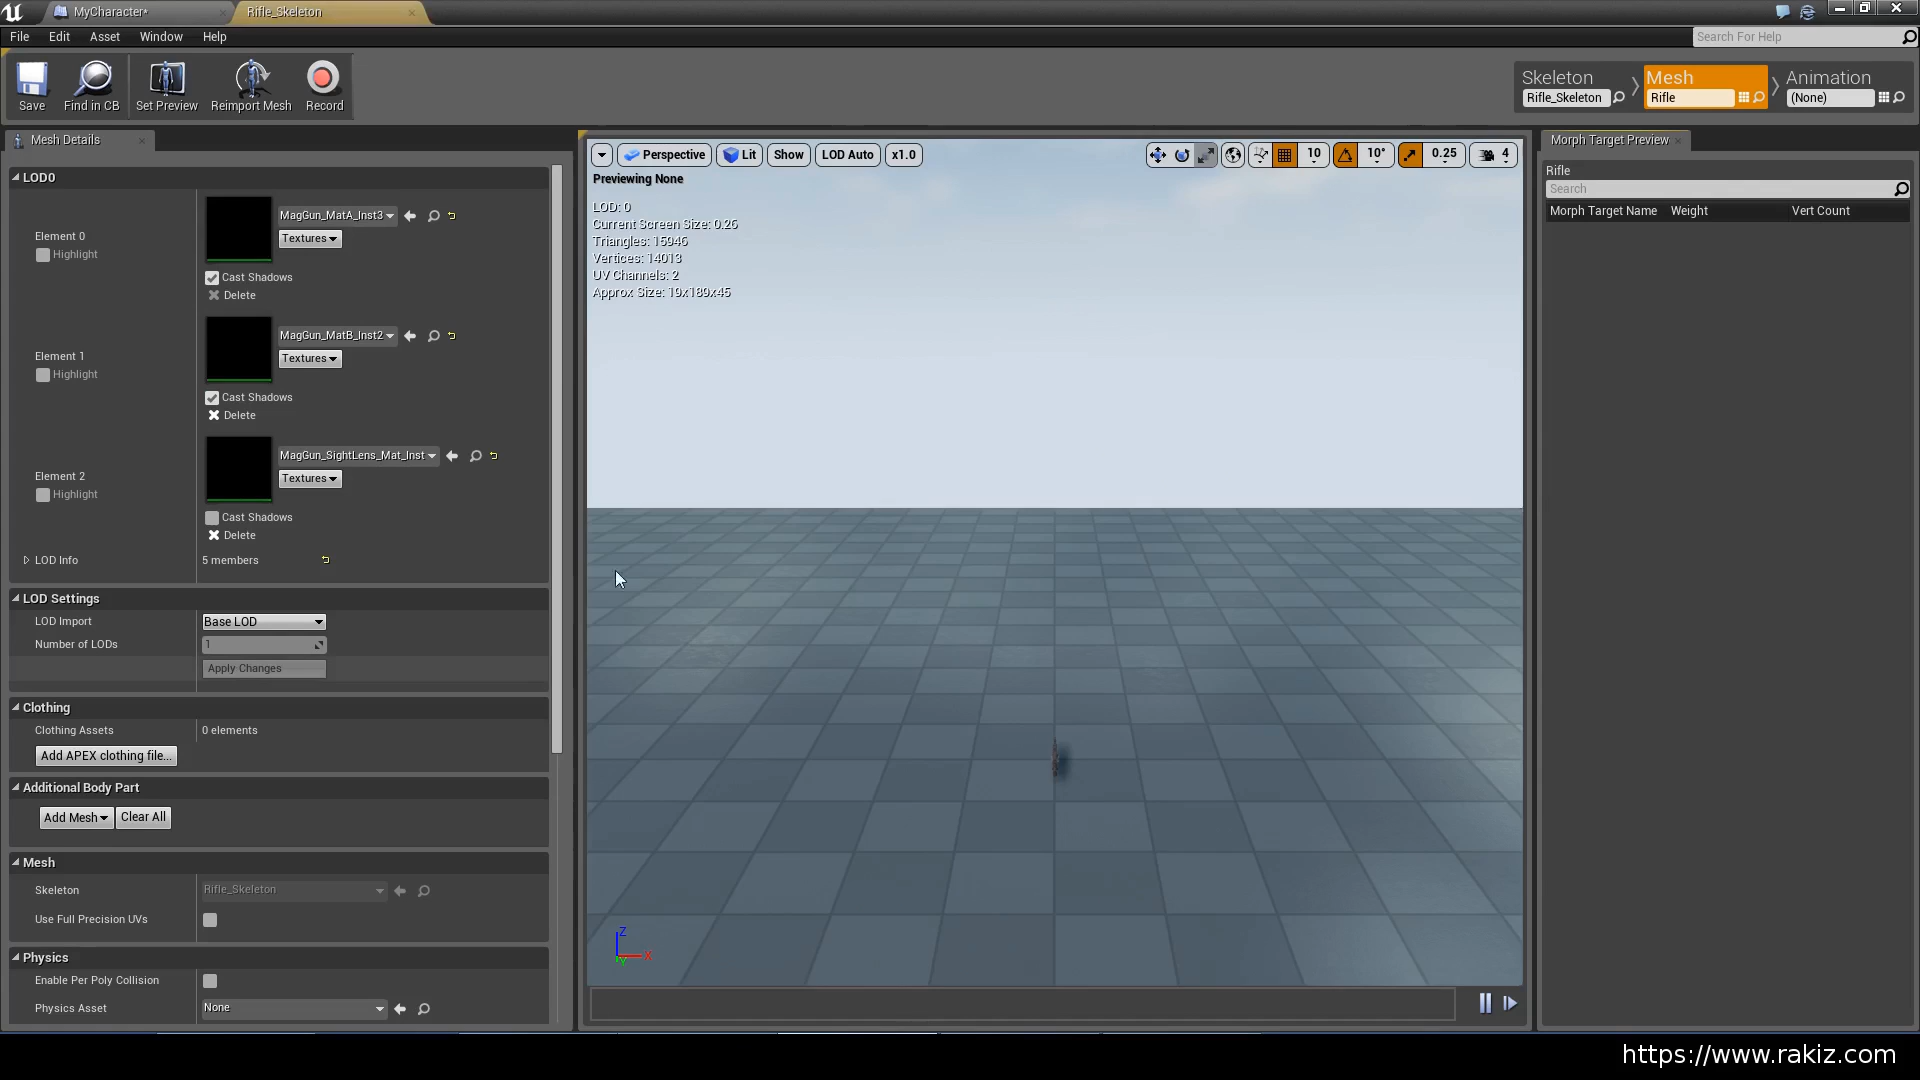 MyCharacter*
Rifle_Skeleton
File Edit Asset Window Help
Search For Help
Save
Find in CB
Set Preview
Reimport Mesh
Record
Skeleton
Rifle_Skeleton
Mesh
Rifle
Animation
(None)
Mesh Details
LOD0
Element 0
Highlight
MagGun_MatA_Inst3
Textures
Cast Shadows
Delete
Element 1
Highlight
MagGun_MatB_Inst2
Textures
Cast Shadows
Delete
Element 2
Highlight
MagGun_SightLens_Mat_Inst
Textures
Cast Shadows
Delete
LOD Info 5 members
LOD Settings
LOD Import Base LOD
Number of LODs 1
Apply Changes
Clothing
Clothing Assets 0 elements
Add APEX clothing file...
Additional Body Part
Add Mesh Clear All
Mesh
Skeleton Rifle_Skeleton
Use Full Precision UVs
Physics
Enable Per Poly Collision
Physics Asset None
Perspective Lit Show LOD Auto x1.0
10 10° 0.25 4
Previewing None
LOD: 0
Current Screen Size: 0.26
Triangles: 15946
Vertices: 14013
UV Channels: 2
Approx Size: 19x189x45
Z
X
Y
Morph Target Preview
Rifle
Search
Morph Target Name Weight Vert Count
https://www.rakiz.com